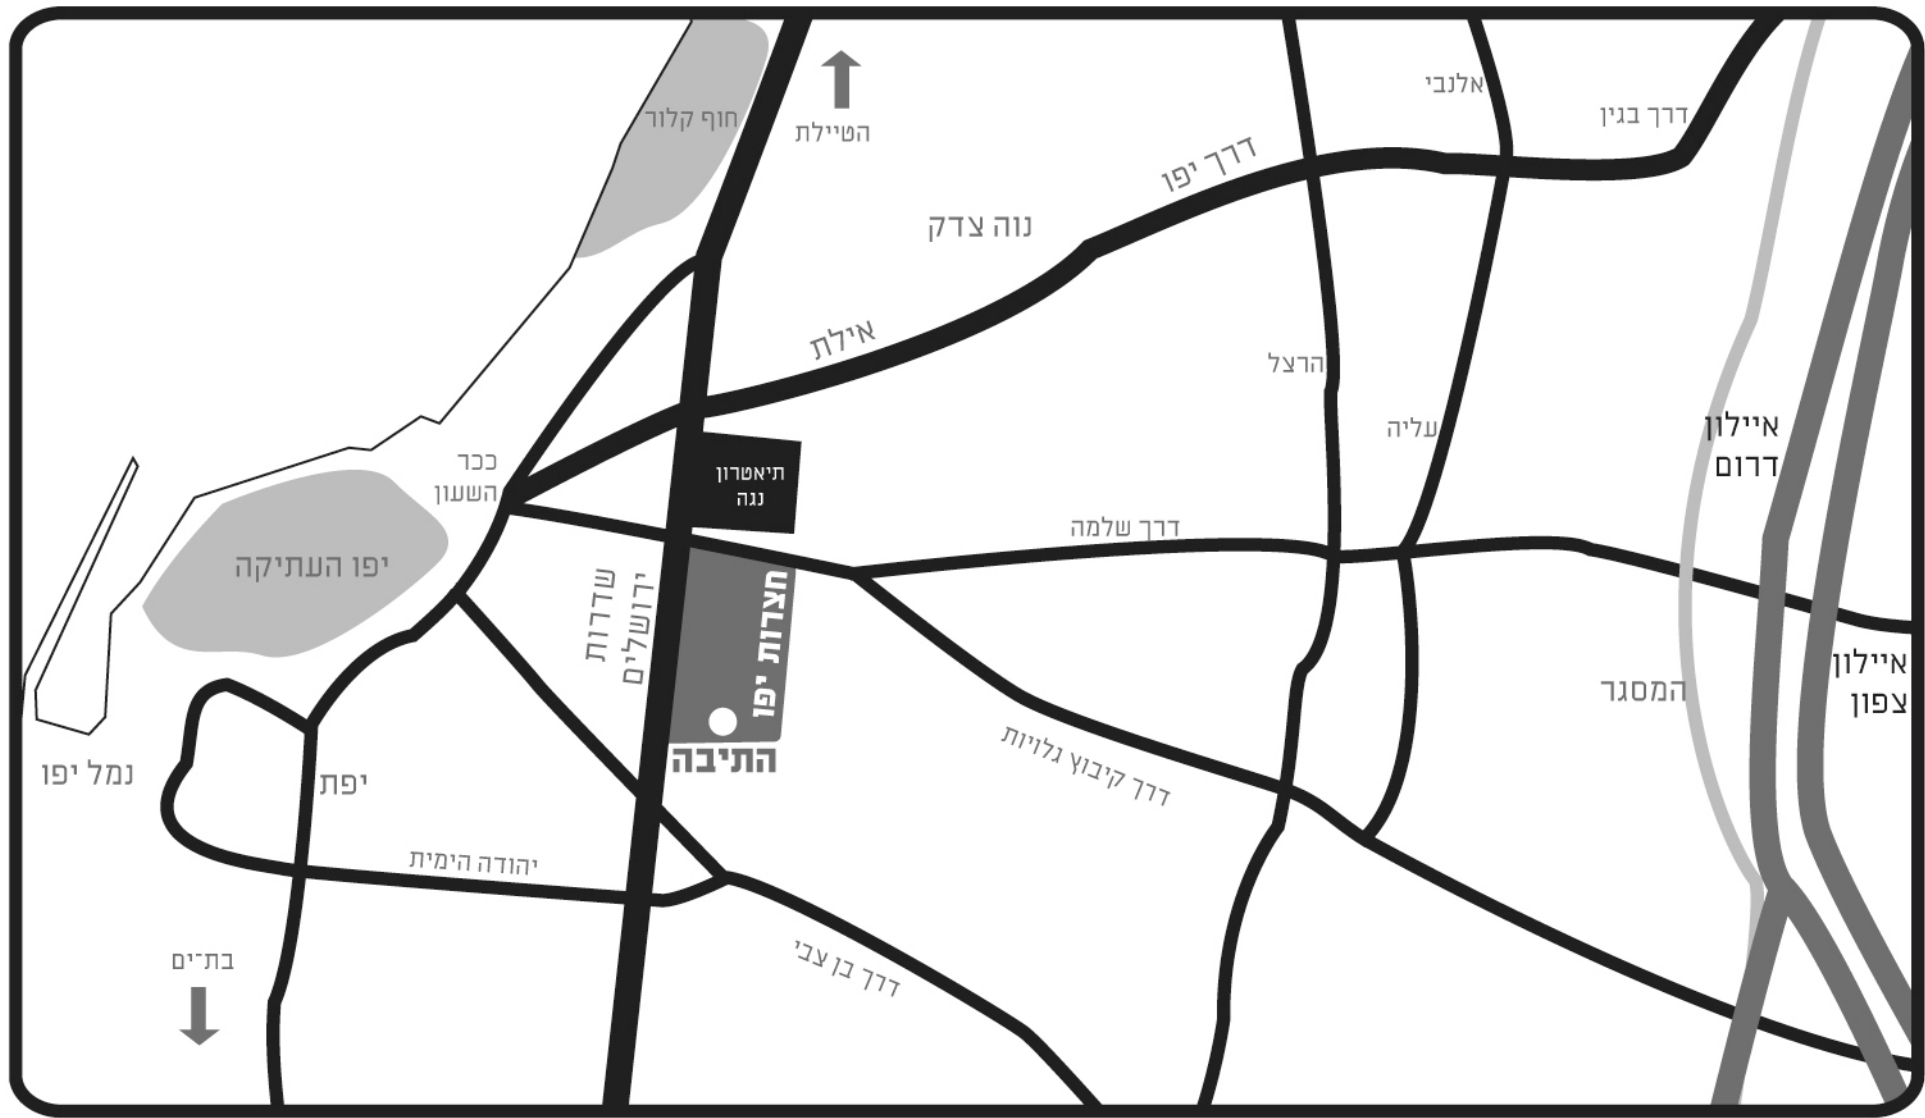 אלנבי
דרך בגין
חוף קלור
הטיילת
דרך יפו
נוה צדק
אילת
הרצל
עליה
איילון
דרום
ככר
השעון
תיאטרון
נגה
דרך שלמה
יפו העתיקה
שדרות
ירושלים
חצרות יפו
איילון
צפון
המסגר
התיבה
דרך קיבוץ גלויות
נמל יפו
יפת
יהודה הימית
דרך בן צבי
בת־ים